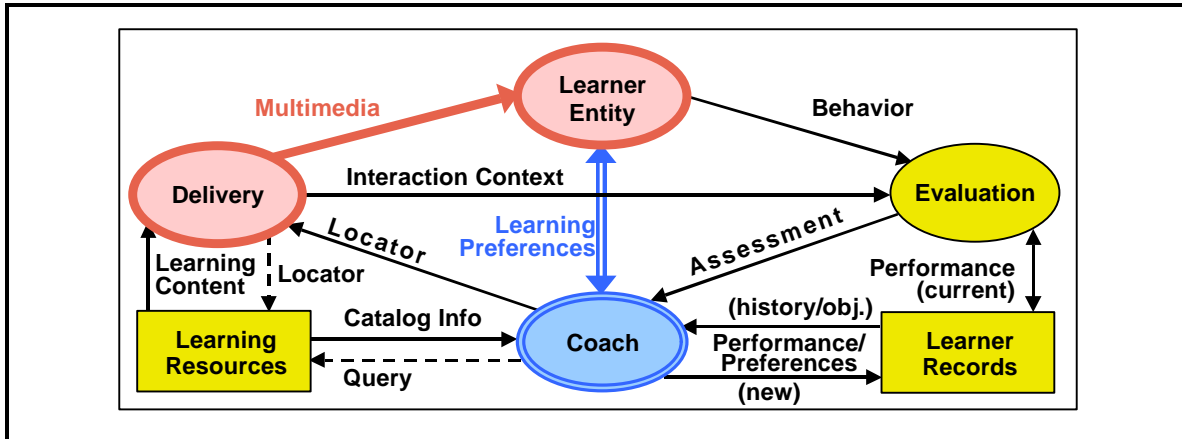 Learner
Entity
Multimedia
Behavior
Delivery
Interaction Context
Evaluation
Learning
Preferences
Locator
Assessment
Learning
Content
Locator
Performance
(current)
(history/obj.)
Catalog Info
Learning
Resources
Coach
Performance/
Preferences
Learner
Records
Query
(new)